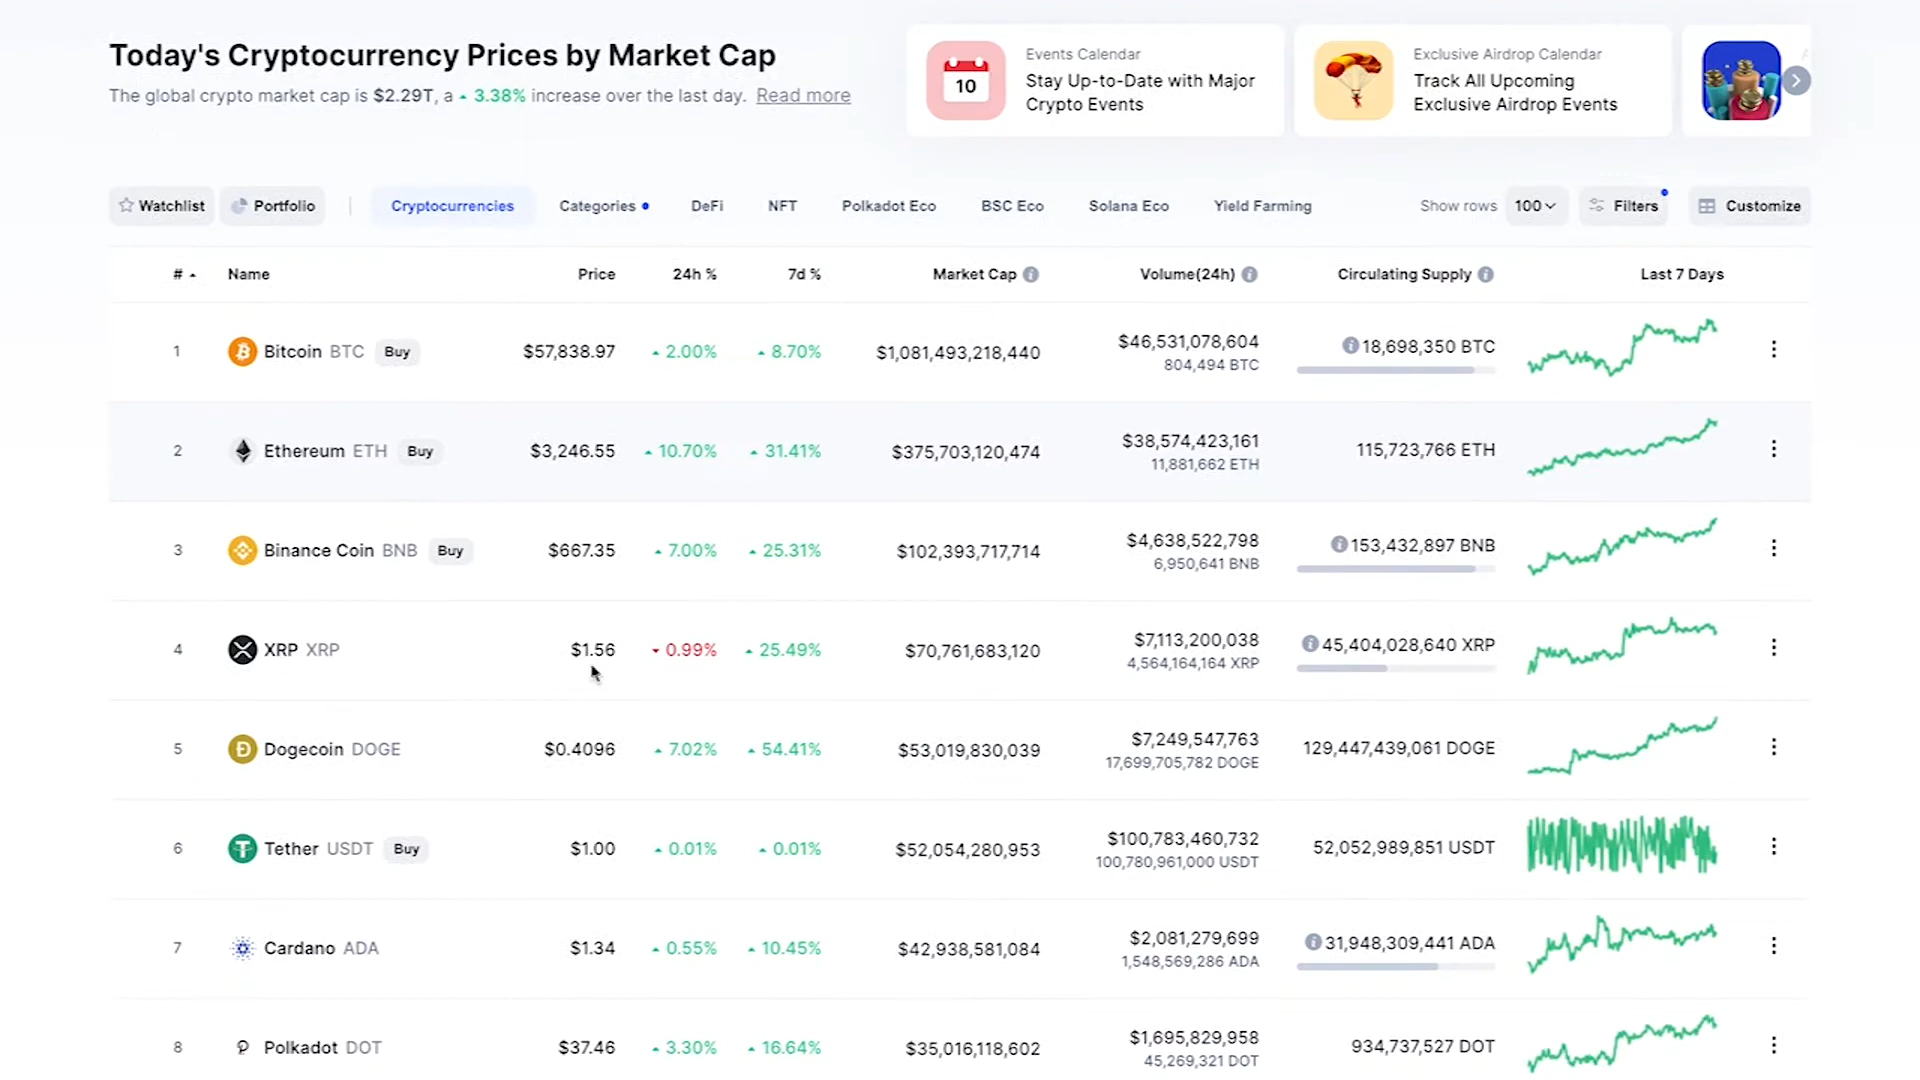 Today's Cryptocurrency Prices by Market Cap
The global crypto market cap is $2.29T, a 3.38% increase over the last day. Read more
10
Events Calendar
Stay Up-to-Date with Major
Crypto Events
Exclusive Airdrop Calendar
Track All Upcoming
Exclusive Airdrop Events
Watchlist Portfolio Cryptocurrencies Categories DeFi NFT Polkadot Eco BSC Eco Solana Eco Yield Farming Show rows 100 Filters Customize
# Name Price 24h % 7d % Market Cap Volume(24h) Circulating Supply Last 7 Days
1 Bitcoin BTC Buy $57,838.97 2.00% 8.70% $1,081,493,218,440 $46,531,078,604 18,698,350 BTC
804,494 BTC
2 Ethereum ETH Buy $3,246.55 10.70% 31.41% $375,703,120,474 $38,574,423,161 115,723,766 ETH
11,881,662 ETH
3 Binance Coin BNB Buy $667.35 7.00% 25.31% $102,393,717,714 $4,638,522,798 153,432,897 BNB
6,950,641 BNB
4 XRP XRP $1.56 0.99% 25.49% $70,761,683,120 $7,113,200,038 45,404,028,640 XRP
4,564,164,164 XRP
5 Dogecoin DOGE $0.4096 7.02% 54.41% $53,019,830,039 $7,249,547,763 129,447,439,061 DOGE
17,699,705,782 DOGE
6 Tether USDT Buy $1.00 0.01% 0.01% $52,054,280,953 $100,783,460,732 52,052,989,851 USDT
100,780,961,000 USDT
7 Cardano ADA $1.34 0.55% 10.45% $42,938,581,084 $2,081,279,699 31,948,309,441 ADA
1,548,569,286 ADA
8 Polkadot DOT $37.46 3.30% 16.64% $35,016,118,602 $1,695,829,958 934,737,527 DOT
45,269,321 DOT